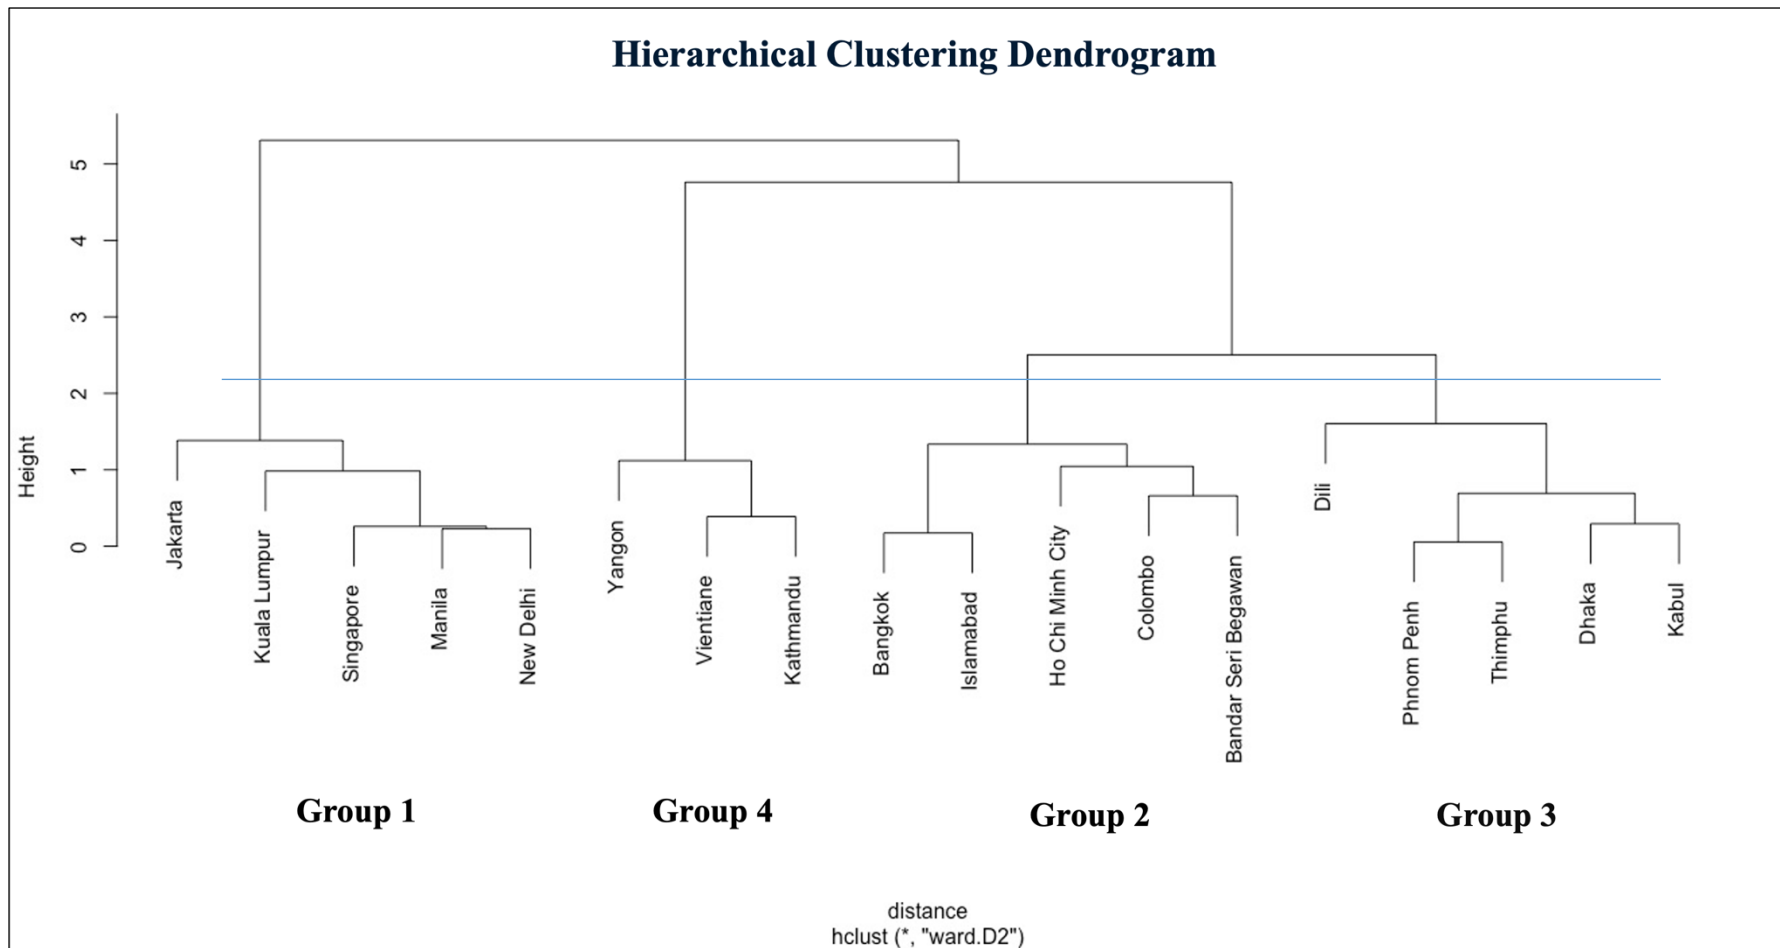 Hierarchical Clustering Dendrogram
Height
5
4
3
2
1
0
Jakarta
Kuala Lumpur
Singapore
Manila
New Delhi
Yangon
Vientiane
Kathmandu
Bangkok
Islamabad
Ho Chi Minh City
Colombo
Bandar Seri Begawan
Dili
Phnom Penh
Thimphu
Dhaka
Kabul
Group 1
Group 4
Group 2
Group 3
distance
hclust (*, "ward.D2")